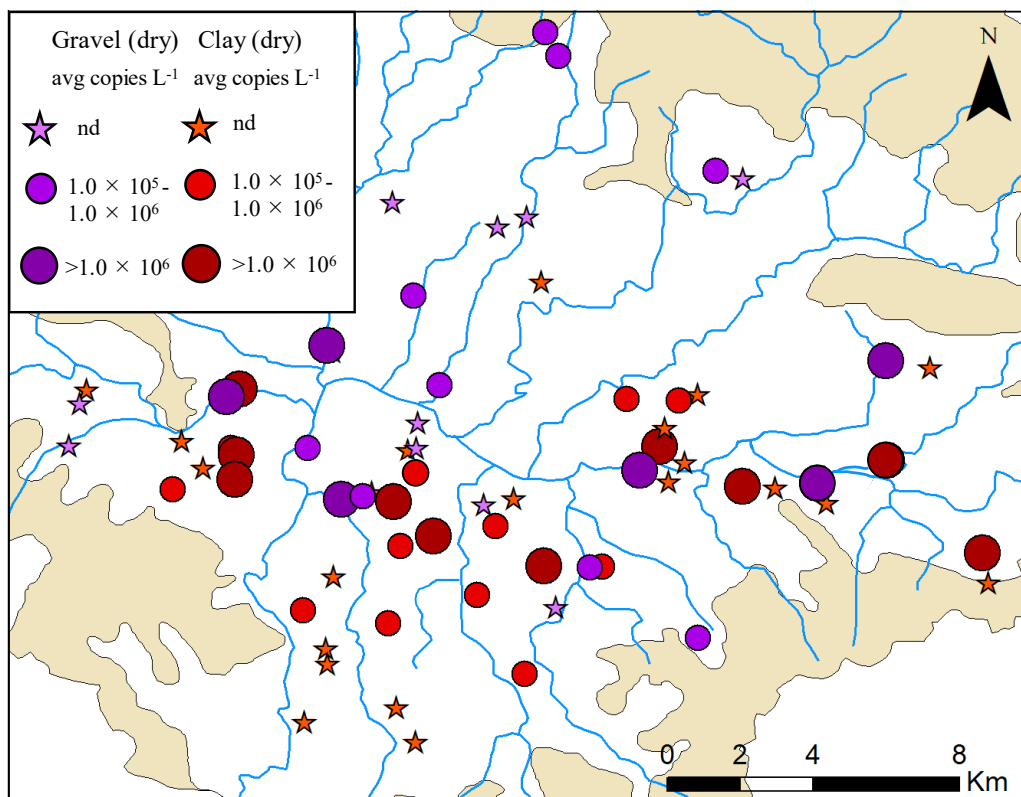 Gravel (dry) Clay (dry)
avg copies L⁻¹ avg copies L⁻¹
nd nd
1.0 × 10⁵- 1.0 × 10⁵-
1.0 × 10⁶ 1.0 × 10⁶
>1.0 × 10⁶ >1.0 × 10⁶
N
0 2 4 8
Km